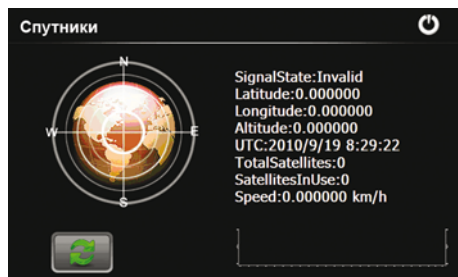 Спутники
N
W
E
S
SignalState:Invalid
Latitude:0.000000
Longitude:0.000000
Altitude:0.000000
UTC:2010/9/19 8:29:22
TotalSatellites:0
SatellitesInUse:0
Speed:0.000000 km/h